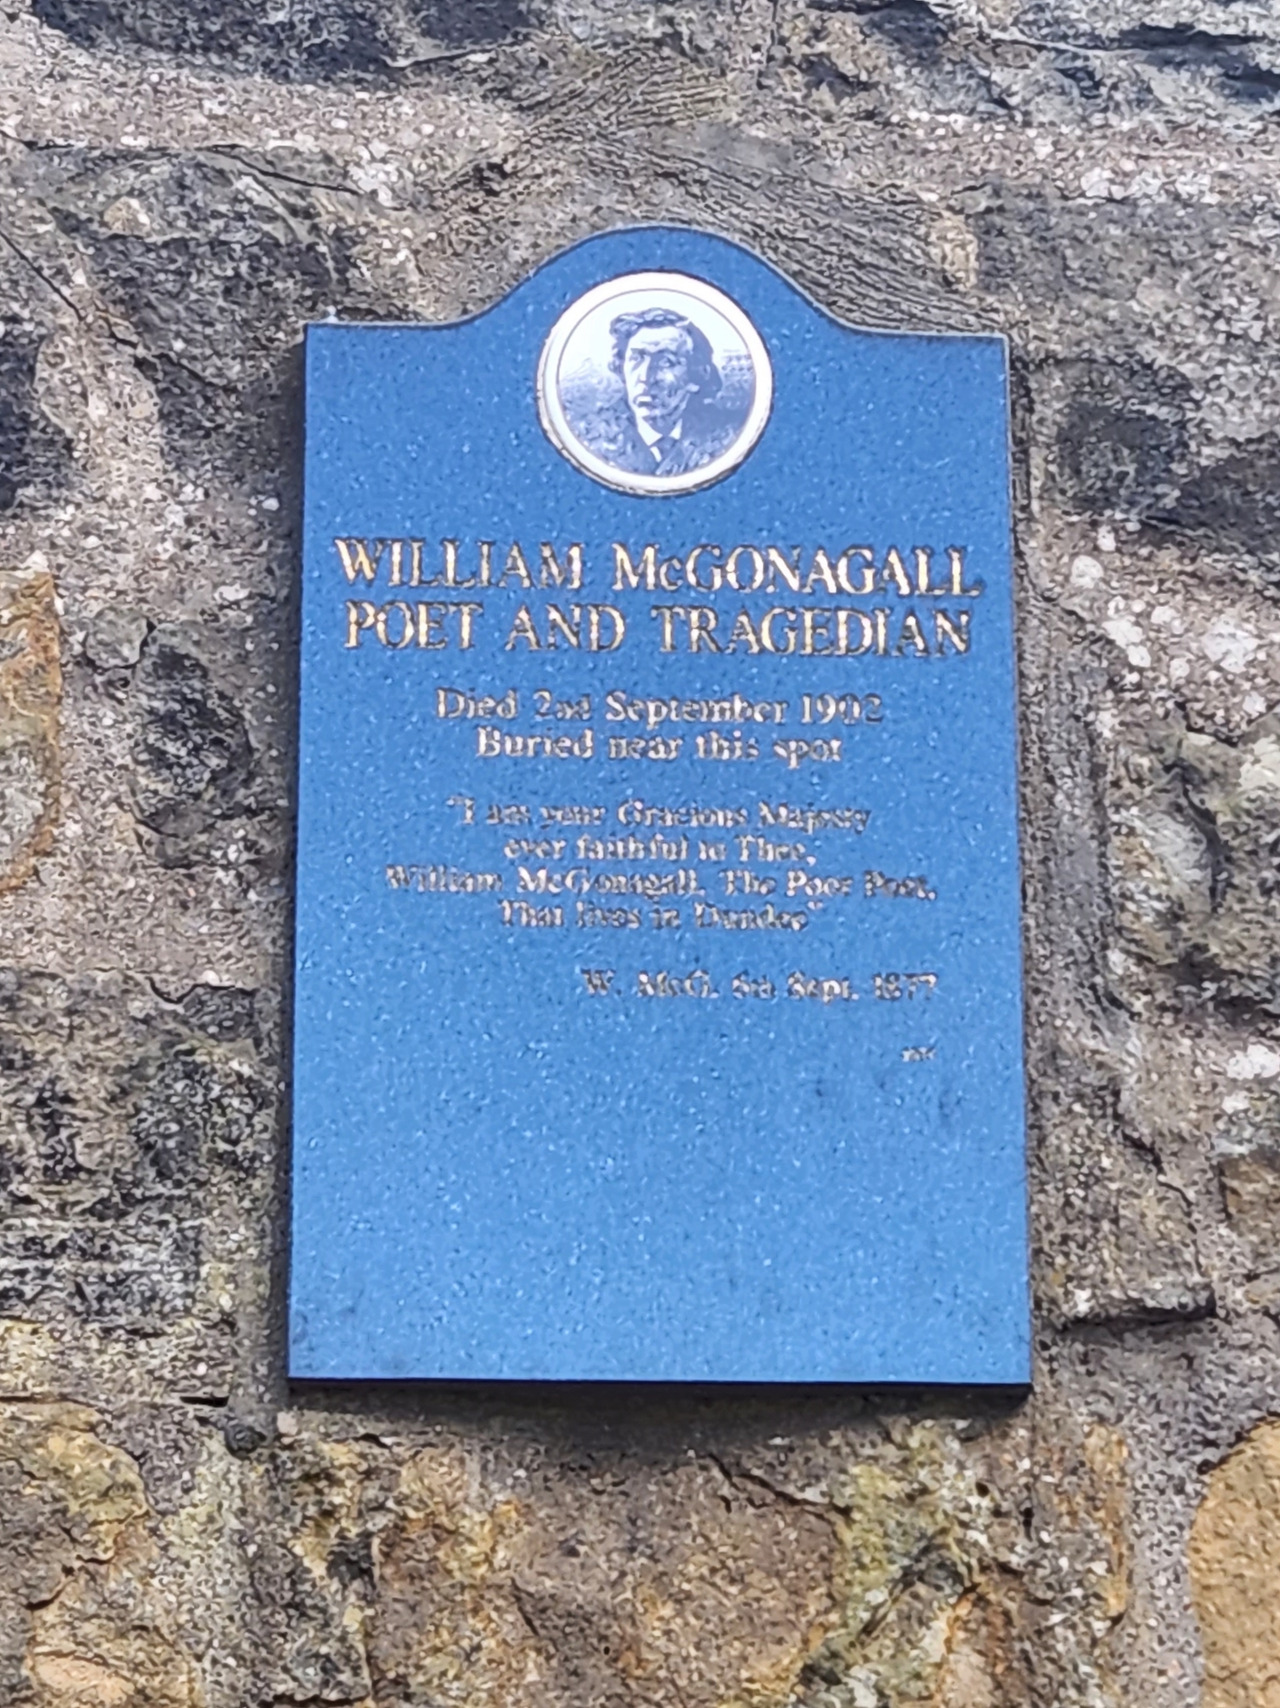 WILLIAM McGONAGALL
POET AND TRAGEDIAN
Died 2nd September 1902
Buried near this spot
"I am your Gracious Majesty
ever faithful to Thee,
William McGonagall, The Poor Poet,
That lives in Dundee"
W. McG. 6th Sept. 1877